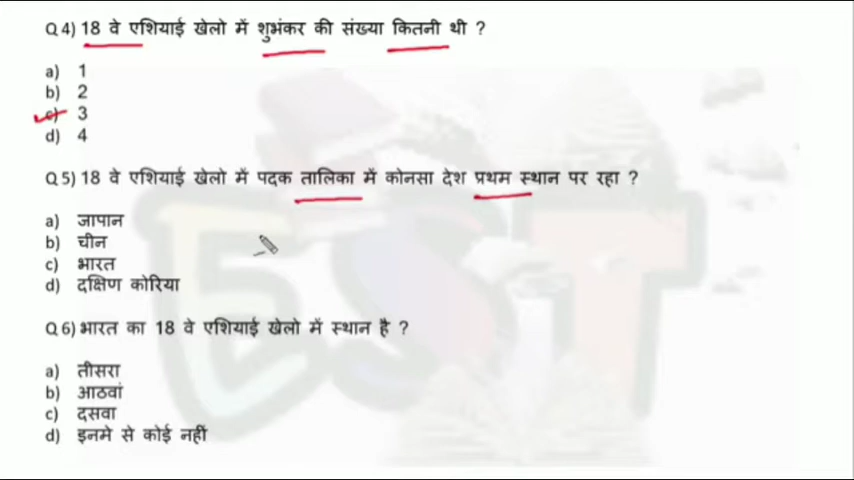 Q 4) 18 वे एशियाई खेलो में शुभंकर की संख्या कितनी थी ?
a) 1
b) 2
c) 3
d) 4
Q 5) 18 वे एशियाई खेलो में पदक तालिका में कोनसा देश प्रथम स्थान पर रहा ?
a) जापान
b) चीन
c) भारत
d) दक्षिण कोरिया
Q 6) भारत का 18 वे एशियाई खेलो में स्थान है ?
a) तीसरा
b) आठवां
c) दसवा
d) इनमे से कोई नहीं
EST